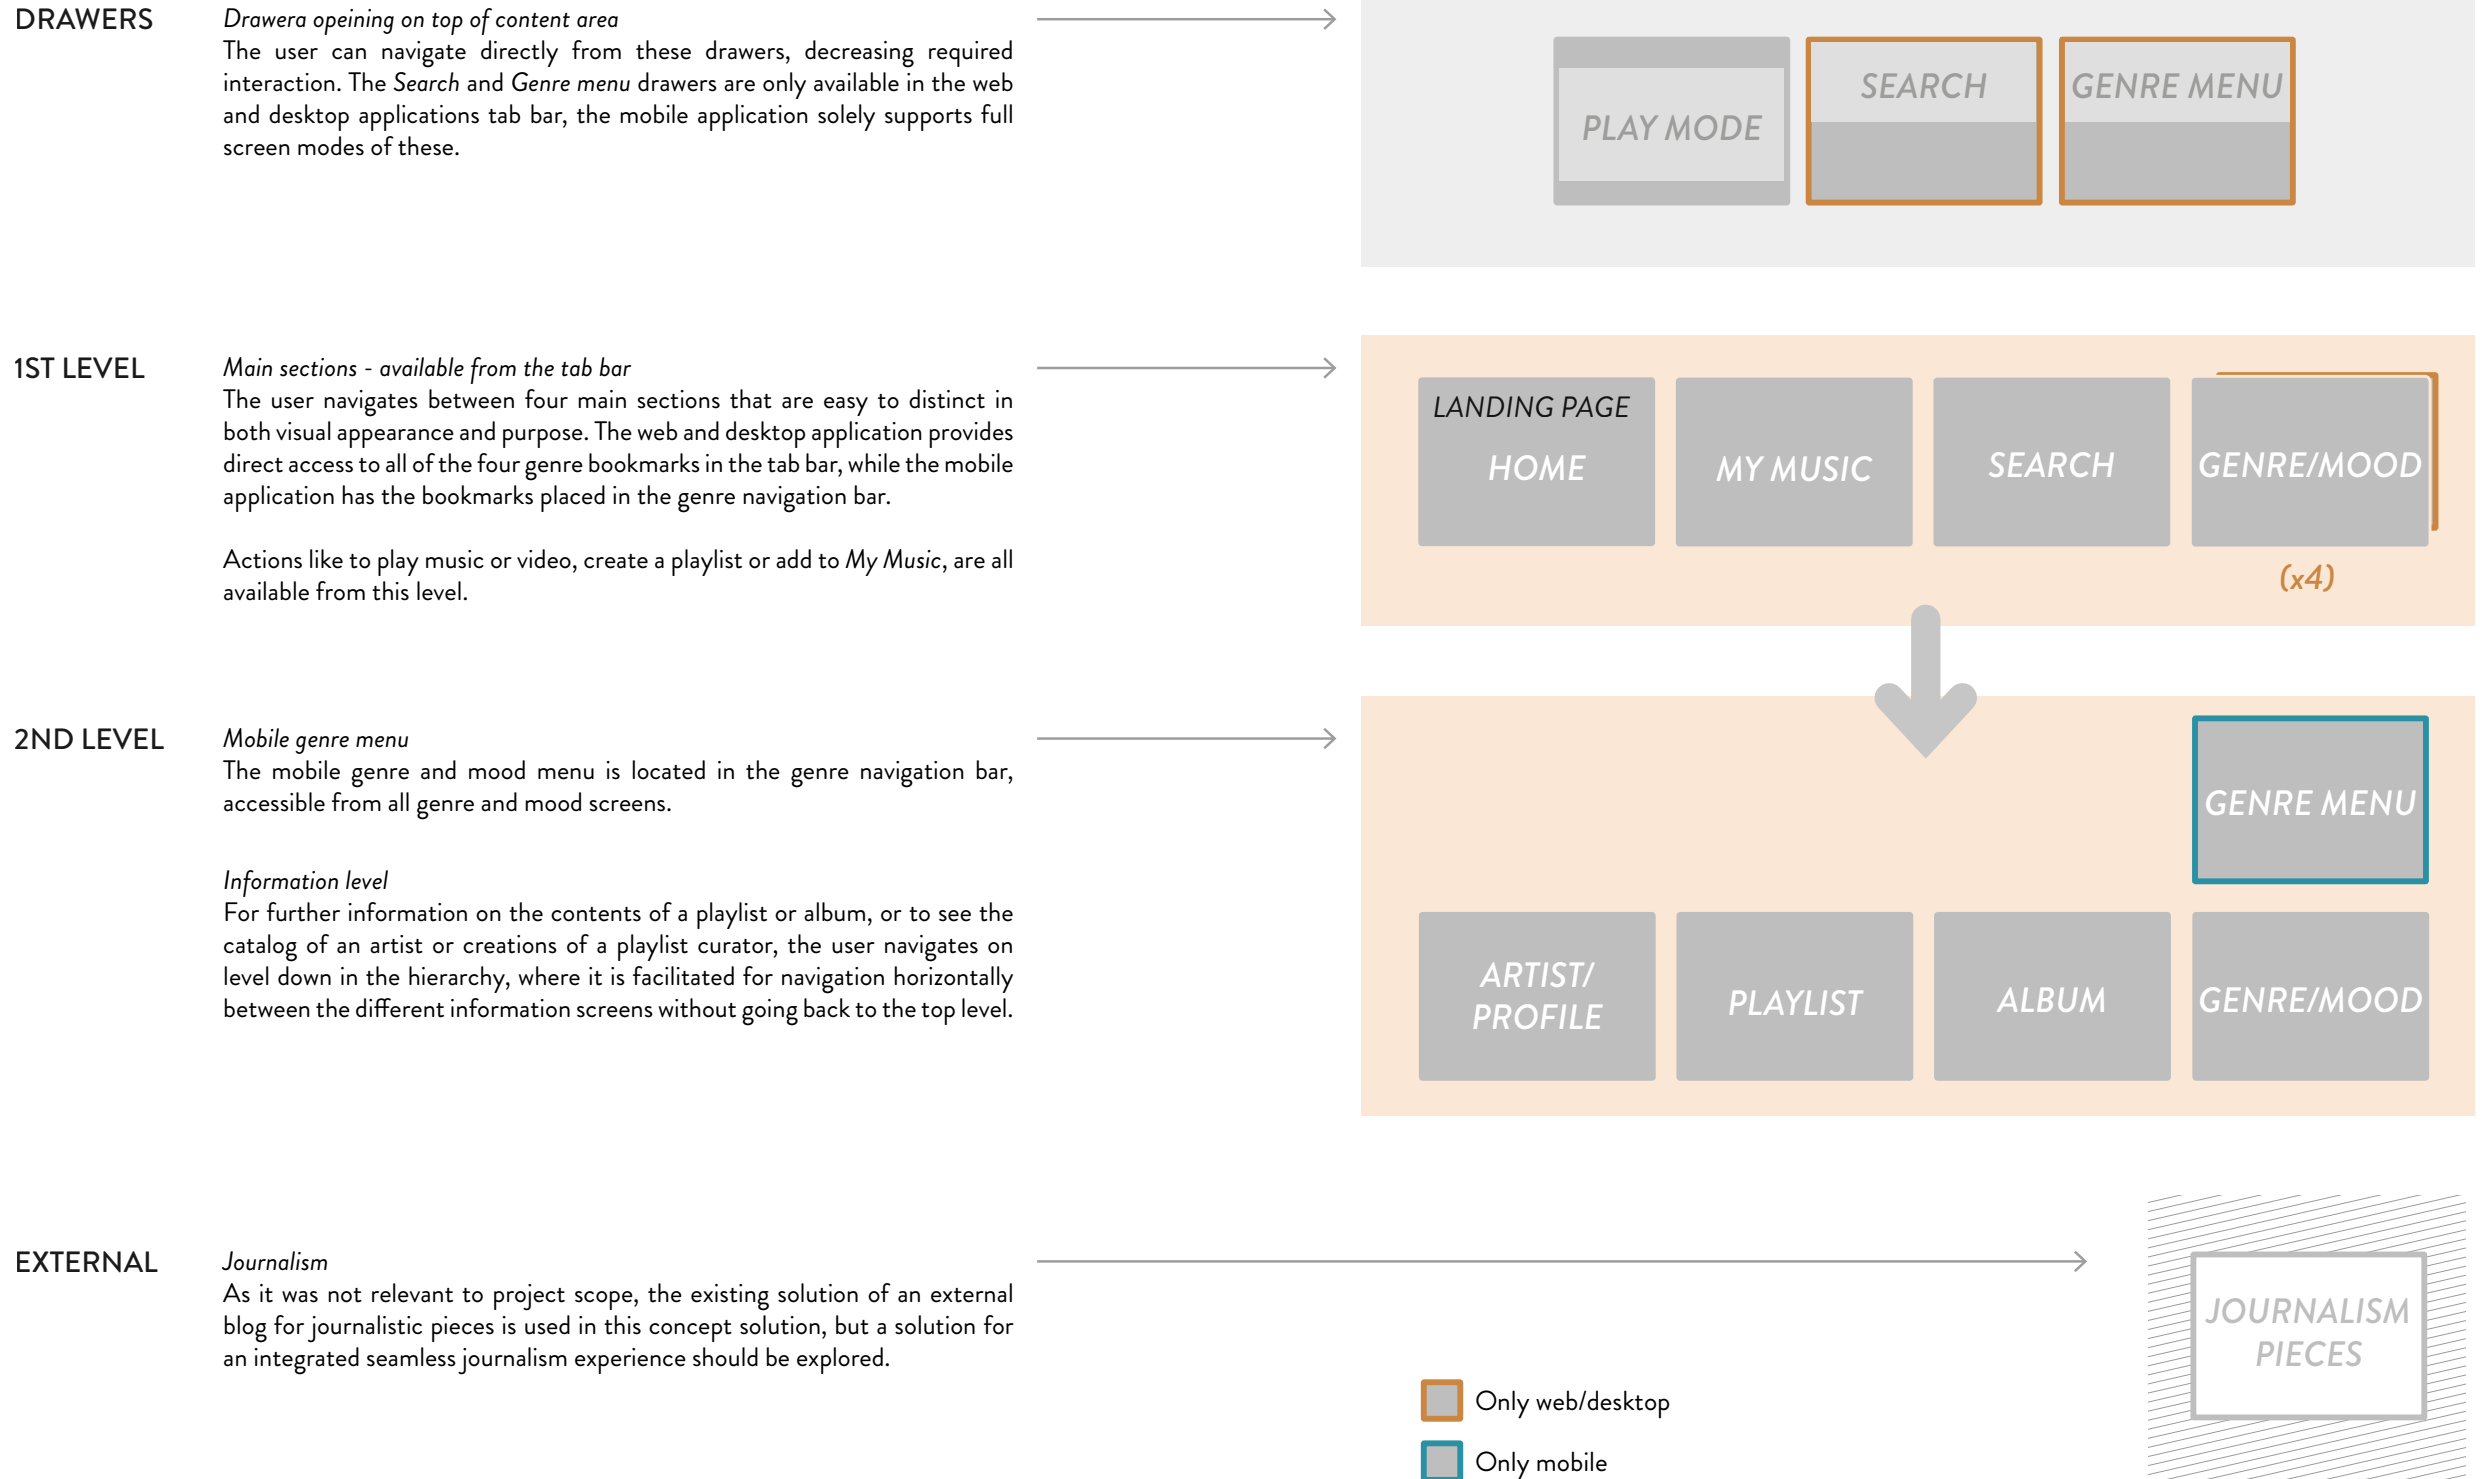 DRAWERS
Drawera opeining on top of content area
The user can navigate directly from these drawers, decreasing required
interaction. The Search and Genre menu drawers are only available in the web
and desktop applications tab bar, the mobile application solely supports full
screen modes of these.
PLAY MODE
SEARCH
GENRE MENU
1ST LEVEL
Main sections - available from the tab bar
The user navigates between four main sections that are easy to distinct in
both visual appearance and purpose. The web and desktop application provides
direct access to all of the four genre bookmarks in the tab bar, while the mobile
application has the bookmarks placed in the genre navigation bar.
Actions like to play music or video, create a playlist or add to My Music, are all
available from this level.
LANDING PAGE
HOME
MY MUSIC
SEARCH
GENRE/MOOD
(x4)
2ND LEVEL
Mobile genre menu
The mobile genre and mood menu is located in the genre navigation bar,
accessible from all genre and mood screens.
Information level
For further information on the contents of a playlist or album, or to see the
catalog of an artist or creations of a playlist curator, the user navigates on
level down in the hierarchy, where it is facilitated for navigation horizontally
between the different information screens without going back to the top level.
GENRE MENU
ARTIST/
PROFILE
PLAYLIST
ALBUM
GENRE/MOOD
EXTERNAL
Journalism
As it was not relevant to project scope, the existing solution of an external
blog for journalistic pieces is used in this concept solution, but a solution for
an integrated seamless journalism experience should be explored.
JOURNALISM
PIECES
Only web/desktop
Only mobile